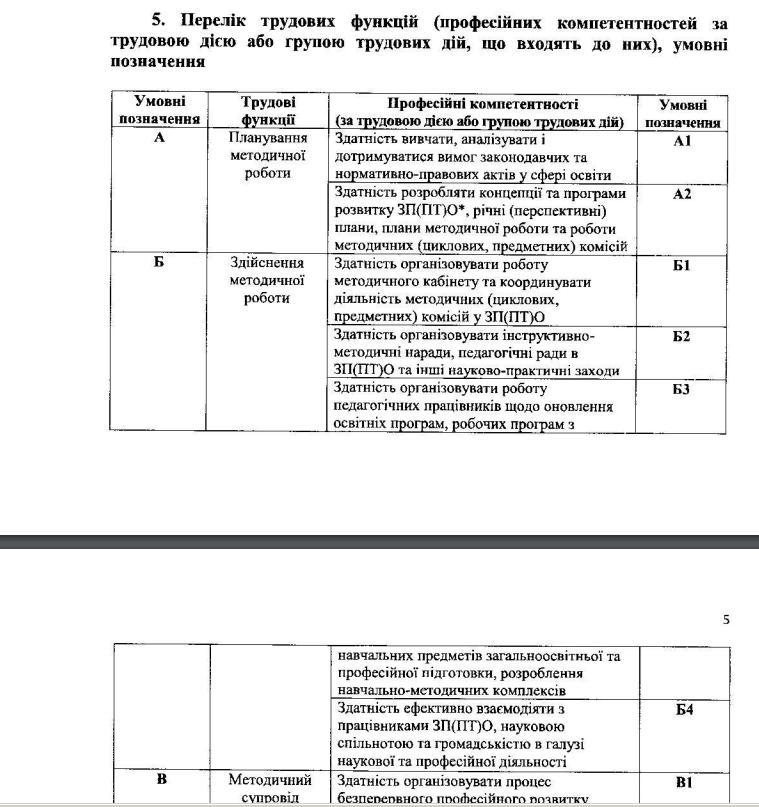 5. Перелік трудових функцій (професійних компетентностей за
трудовою дією або групою трудових дій, що входять до них), умовні
позначення
Умовні позначення
Трудові функції
Професійні компетентності
(за трудовою дією або групою трудових дій)
Умовні позначення
А
Планування
методичної
роботи
Здатність вивчати, аналізувати і
дотримуватися вимог законодавчих та
нормативно-правових актів у сфері освіти
А1
Здатність розробляти концепції та програми
розвитку ЗП(ПТ)О*, річні (перспективні)
плани, плани методичної роботи та роботи
методичних (циклових, предметних) комісій
А2
Б
Здійснення
методичної
роботи
Здатність організовувати роботу
методичного кабінету та координувати
діяльність методичних (циклових,
предметних) комісій у ЗП(ПТ)О
Б1
Здатність організовувати інструктивно-
методичні наради, педагогічні ради в
ЗП(ПТ)О та інші науково-практичні заходи
Б2
Здатність організовувати роботу
педагогічних працівників щодо оновлення
освітніх програм, робочих програм з
Б3
5
навчальних предметів загальноосвітньої та
професійної підготовки, розроблення
навчально-методичних комплексів
Здатність ефективно взаємодіяти з
працівниками ЗП(ПТ)О, науковою
спільнотою та громадськістю в галузі
наукової та професійної діяльності
Б4
В
Методичний
супровід
Здатність організовувати процес
безперервного професійного розвитку
В1